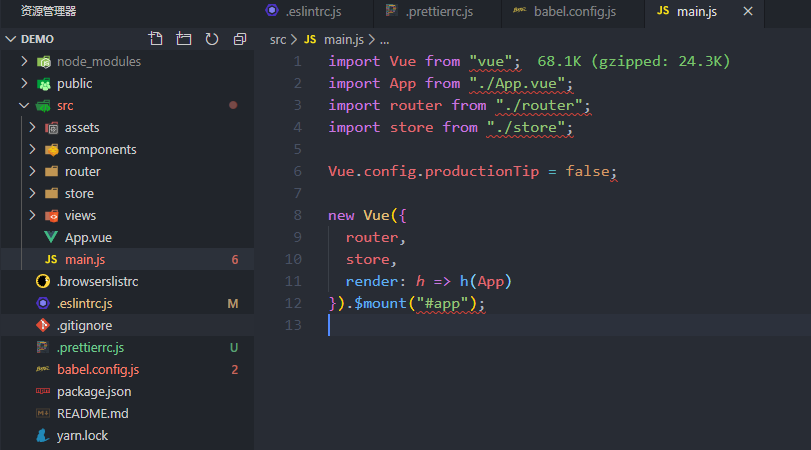 资源管理器
DEMO
node_modules
public
src
assets
components
router
store
views
App.vue
JS main.js 6
.browserslistrc
.eslintrc.js M
.gitignore
.prettierrc.js U
babel.config.js 2
package.json
README.md
yarn.lock
.eslintrc.js .prettierrc.js babel.config.js JS main.js ×
src > JS main.js > ...
1 import Vue from "vue"; 68.1K (gzipped: 24.3K)
2 import App from "./App.vue";
3 import router from "./router";
4 import store from "./store";
5
6 Vue.config.productionTip = false;
7
8 new Vue({
9 router,
10 store,
11 render: h => h(App)
12 }).$mount("#app");
13